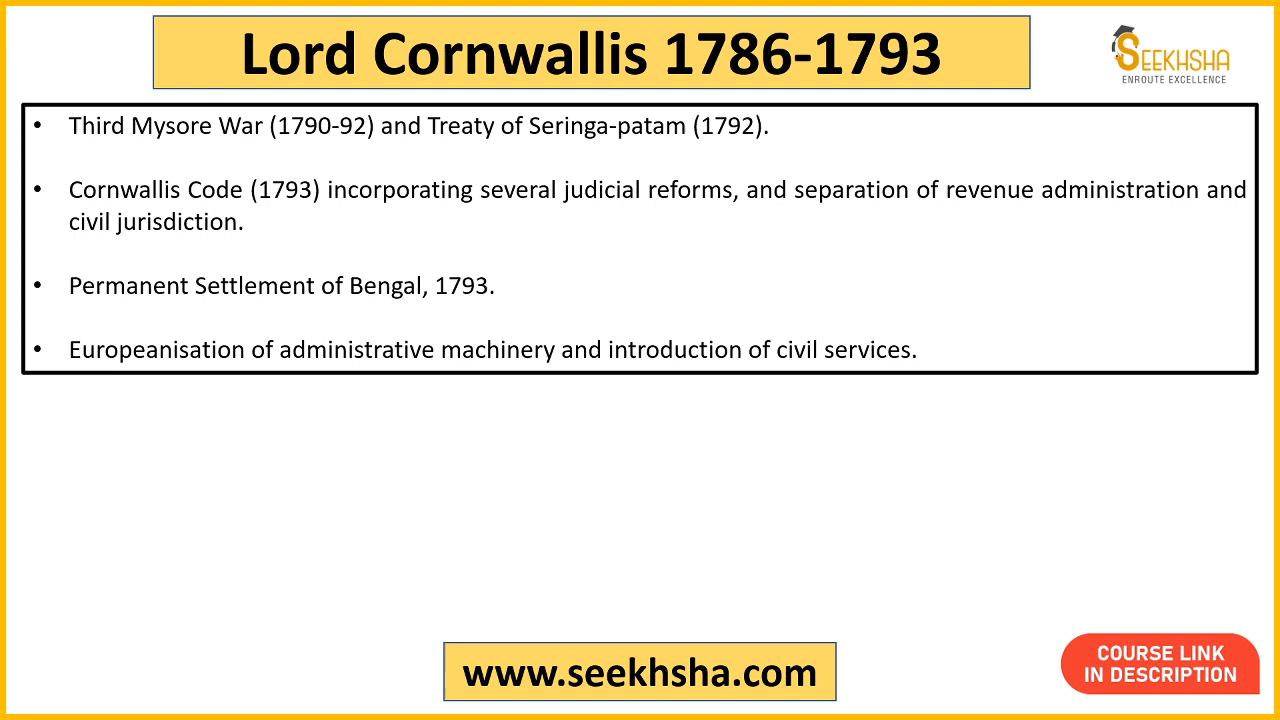 Lord Cornwallis 1786-1793
SEEKHSHA
ENROUTE EXCELLENCE
• Third Mysore War (1790-92) and Treaty of Seringa-patam (1792).
• Cornwallis Code (1793) incorporating several judicial reforms, and separation of revenue administration and
civil jurisdiction.
• Permanent Settlement of Bengal, 1793.
• Europeanisation of administrative machinery and introduction of civil services.
www.seekhsha.com
COURSE LINK
IN DESCRIPTION